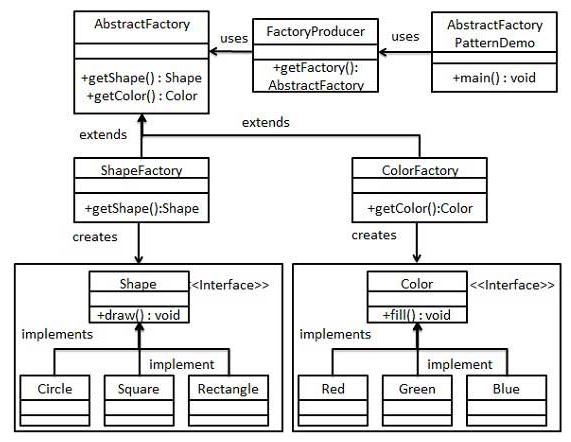 AbstractFactory
+getShape() : Shape
+getColor() : Color
uses
FactoryProducer
+getFactory():
AbstractFactory
uses
AbstractFactory
PatternDemo
+main() : void
extends
extends
ShapeFactory
+getShape():Shape
ColorFactory
+getColor():Color
creates
creates
Shape
<<Interface>>
+draw() : void
implements
implement
Circle
Square
Rectangle
Color
<<Interface>>
+fill() : void
implements
implement
Red
Green
Blue